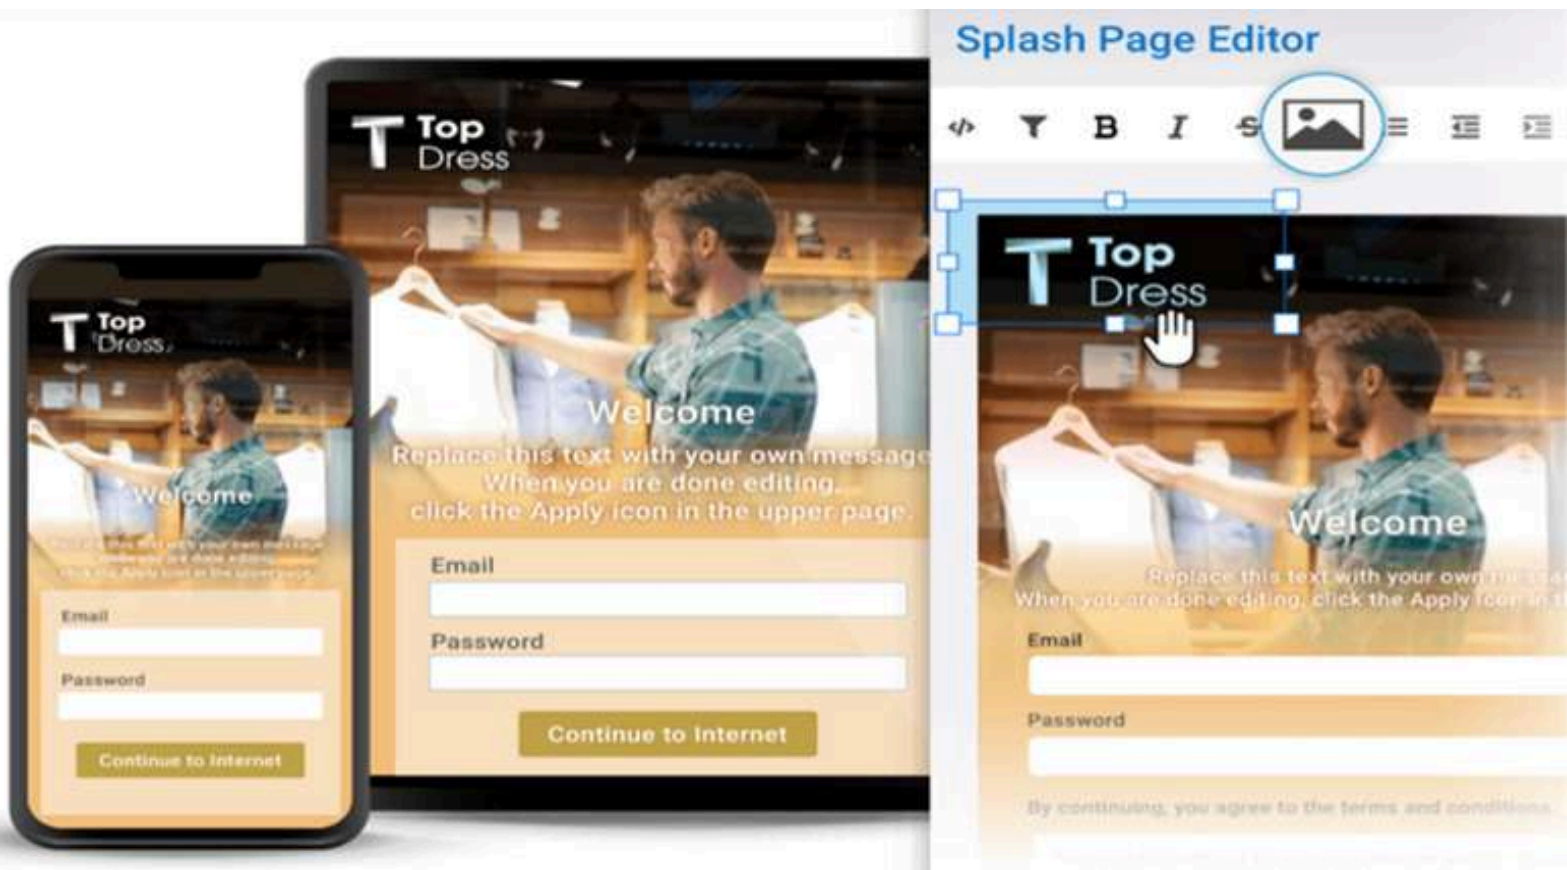 Top
Dress
Welcome
Email
Password
Continue to Internet
Top
Dress
Welcome
Replace this text with your own message
When you are done editing,
click the Apply icon in the upper page.
Email
Password
Continue to Internet
Splash Page Editor
B I S
Top
Dress
Welcome
Replace this text with your own
When you are done editing, click the Apply icon in
Email
Password
By continuing, you agree to the terms and conditions